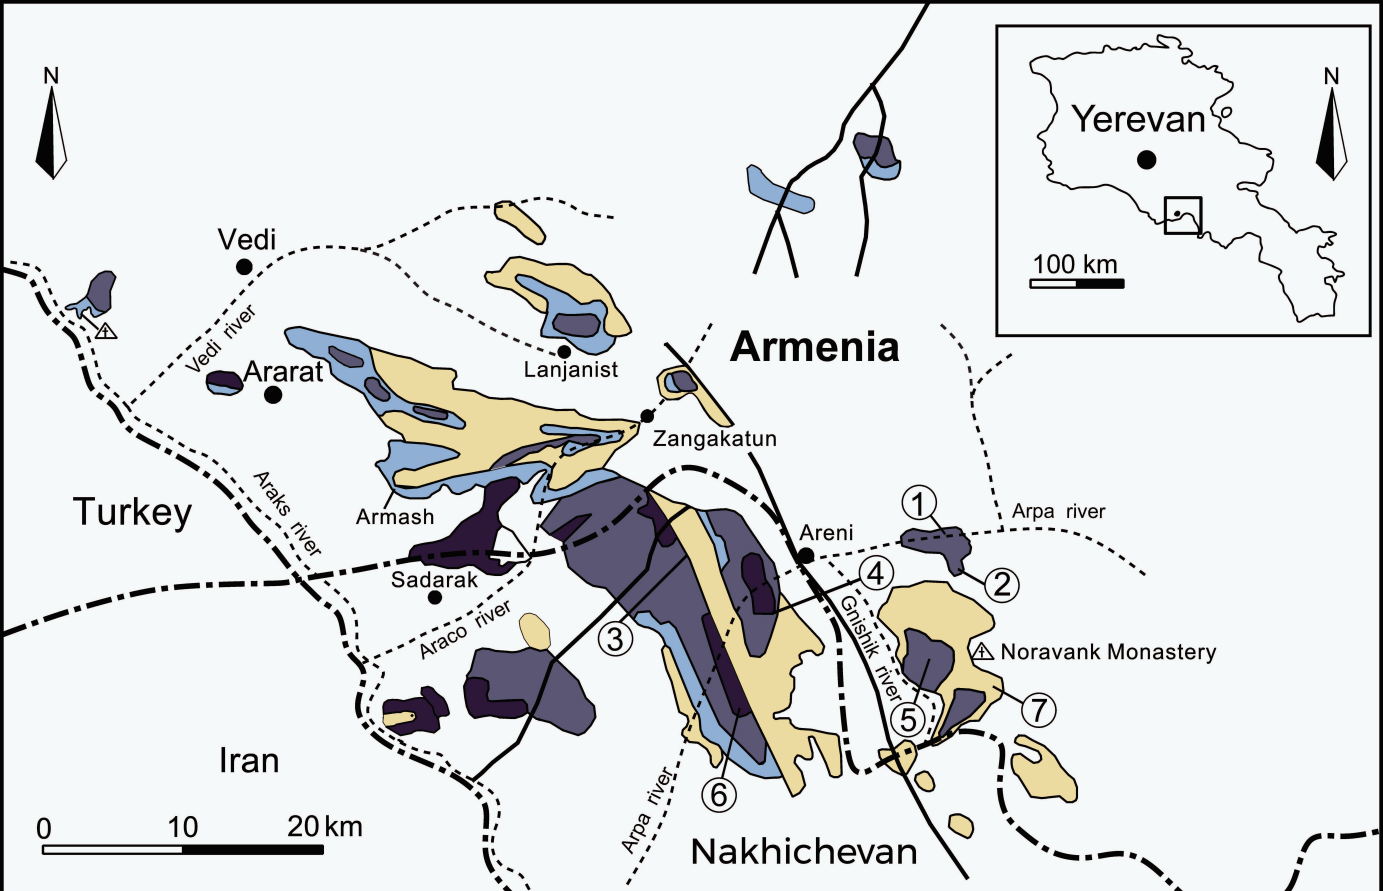 N
Yerevan
N
100 km
Vedi
Vedi river
Armenia
Ararat
Lanjanist
Zangakatun
Turkey
Araks river
Armash
1
Arpa river
Areni
Sadarak
4
2
Araco river
3
Gnishik river
Noravank Monastery
5
7
Iran
6
Arpa river
0 10 20 km
Nakhichevan